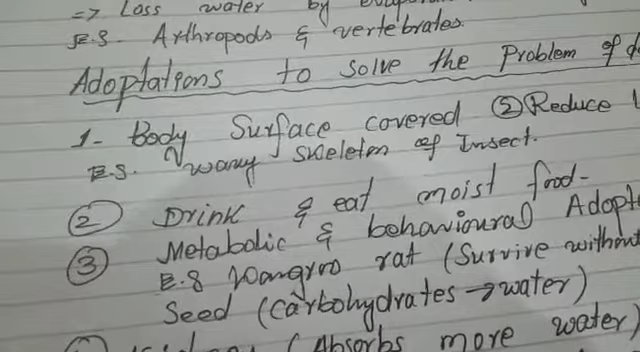 => Loss water by
E.g. Arthropods & vertebrates.
Adoptations to solve the Problem of
1- Body Surface covered ② Reduce
E.g. waxy skeleton of Insect.
② Drink & eat moist food-
③ Metabolic & behavioural
E.g rat (Survive without
Seed (Carbohydrates → water)
(Absorbs more water)